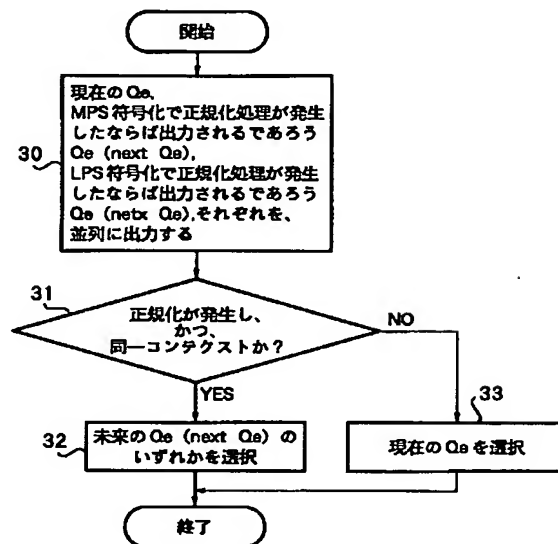 開始
30
現在のQe,
MPS符号化で正規化処理が発生
したならば出力されるであろう
Qe (next Qe),
LPS符号化で正規化処理が発生
したならば出力されるであろう
Qe (netx Qe),それぞれを、
並列に出力する
31
正規化が発生し、
かつ、
同一コンテクストか?
NO
YES
32
未来のQe (next Qe) の
いずれかを選択
33
現在のQeを選択
終了